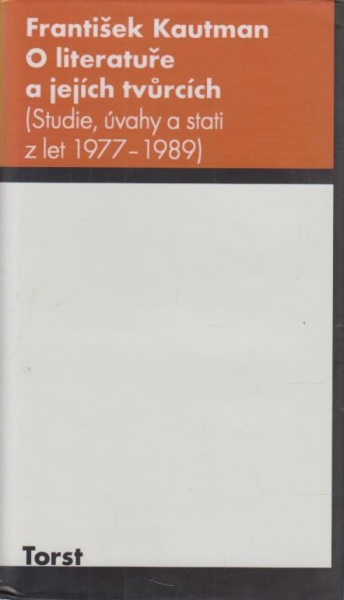 František Kautman
O literatuře
a jejích tvůrcích
(Studie, úvahy a stati
z let 1977–1989)
Torst